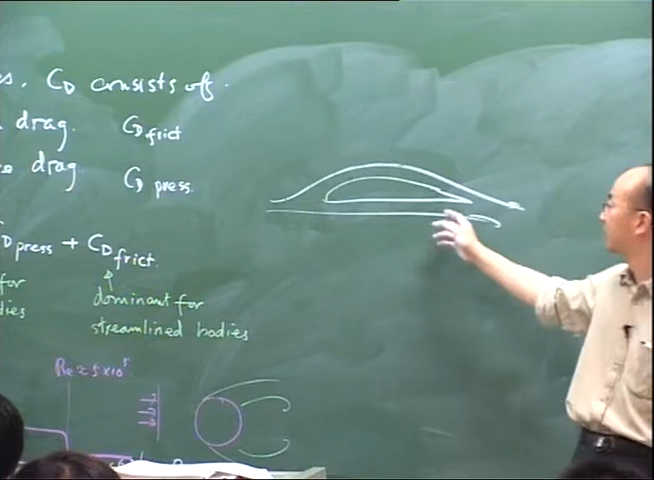 s. C_D consists of
drag. C_D frict
drag C_D press.
D press + C_D frict.
for dominant for
streamlined bodies
Re ≈ 5×10⁵